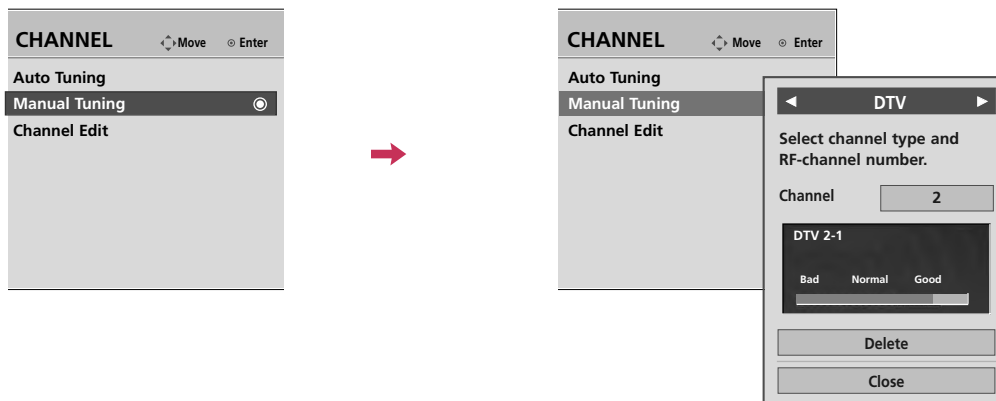 CHANNEL Move Enter
Auto Tuning
Manual Tuning
Channel Edit
CHANNEL Move Enter
Auto Tuning
Manual Tuning
Channel Edit
◄ DTV ►
Select channel type and
RF-channel number.
Channel 2
DTV 2-1
Bad Normal Good
Delete
Close